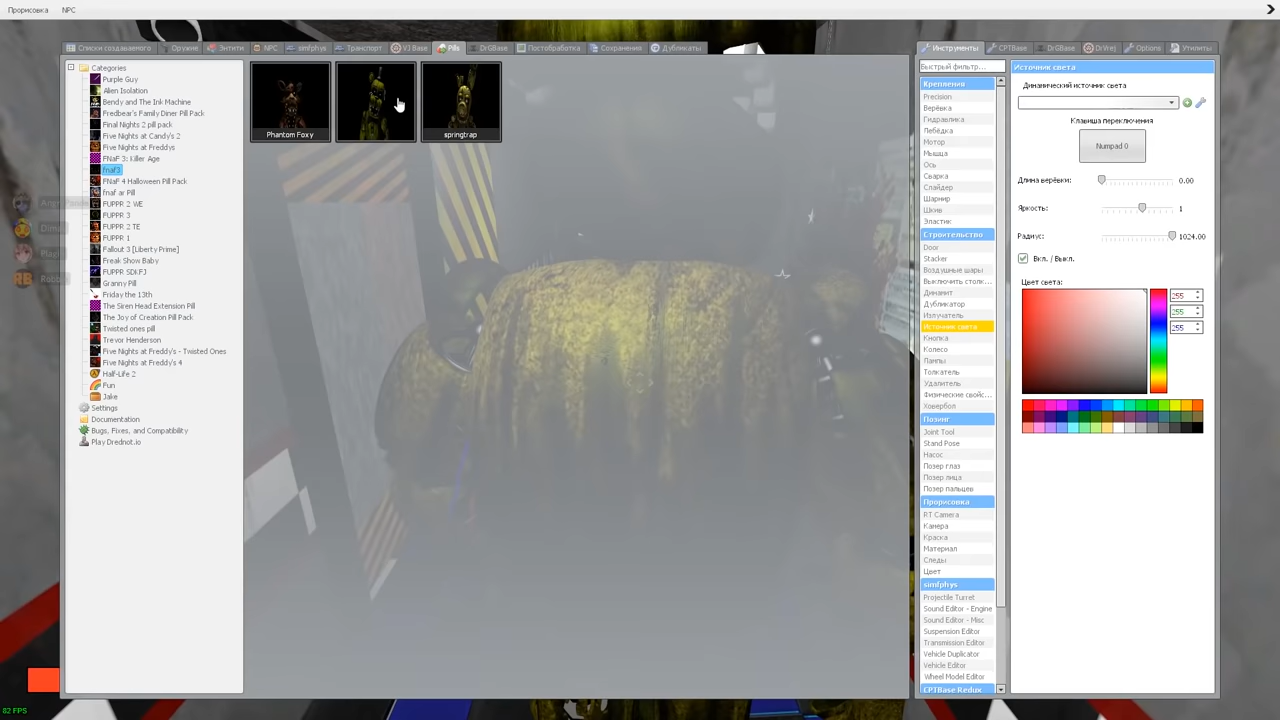 Прорисовка NPC
Списки создаваемого Оружие Энтити NPC simfphys Транспорт VJ Base Pills DrGBase Постобработка Сохранения Дубликаты
Categories
Purple Guy
Alien Isolation
Bendy and The Ink Machine
Fredbear's Family Diner Pill Pack
Final Nights 2 pill pack
Five Nights at Candy's 2
Five Nights at Freddys
FNaF 3: Killer Age
fnaf3
FNaF 4 Halloween Pill Pack
fnaf ar Pill
FUPPR 2 WE
FUPPR 3
FUPPR 2 TE
FUPPR 1
Fallout 3 [Liberty Prime]
Freak Show Baby
FUPPR SDLFJ
Granny Pill
Friday the 13th
The Siren Head Extension Pill
The Joy of Creation Pill Pack
Twisted ones pill
Trevor Henderson
Five Nights at Freddy's - Twisted Ones
Five Nights at Freddy's 4
Half-Life 2
Fun
Jake
Settings
Documentation
Bugs, Fixes, and Compatibility
Play Drednot.io
Phantom Foxy
springtrap
82 FPS
Инструменты CPTBase DrGBase DrVrej Options Утилиты
Быстрый фильтр...
Крепления
Precision
Верёвка
Гидравлика
Лебёдка
Мотор
Мышца
Ось
Сварка
Слайдер
Шарнир
Шкив
Эластик
Строительство
Door
Stacker
Воздушные шары
Выключить столк...
Динамит
Дубликатор
Излучатель
Источник света
Кнопка
Колесо
Лампы
Толкатель
Удалитель
Физические свойс...
Ховербол
Позинг
Joint Tool
Stand Pose
Насос
Позер глаз
Позер лица
Позер пальцев
Прорисовка
RT Camera
Камера
Краска
Материал
Следы
Цвет
simfphys
Projectile Turret
Sound Editor - Engine
Sound Editor - Misc
Suspension Editor
Transmission Editor
Vehicle Duplicator
Vehicle Editor
Wheel Model Editor
CPTBase Redux
Источник света
Динамический источник света
Клавиша переключения
Numpad 0
Длина верёвки: 0.00
Яркость: 1
Радиус: 1024.00
Вкл. / Выкл.
Цвет света:
255
255
255